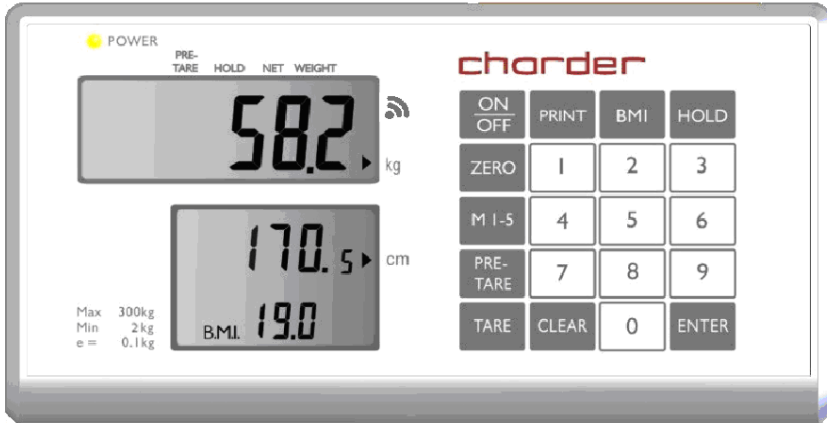 POWER
PRE-
TARE HOLD NET WEIGHT
58.2
kg
170.5
cm
B.M.I. 19.0
Max 300kg
Min 2kg
e = 0.1kg
charder
ON
OFF
PRINT
BMI
HOLD
ZERO
1
2
3
M 1-5
4
5
6
PRE-
TARE
7
8
9
TARE
CLEAR
0
ENTER